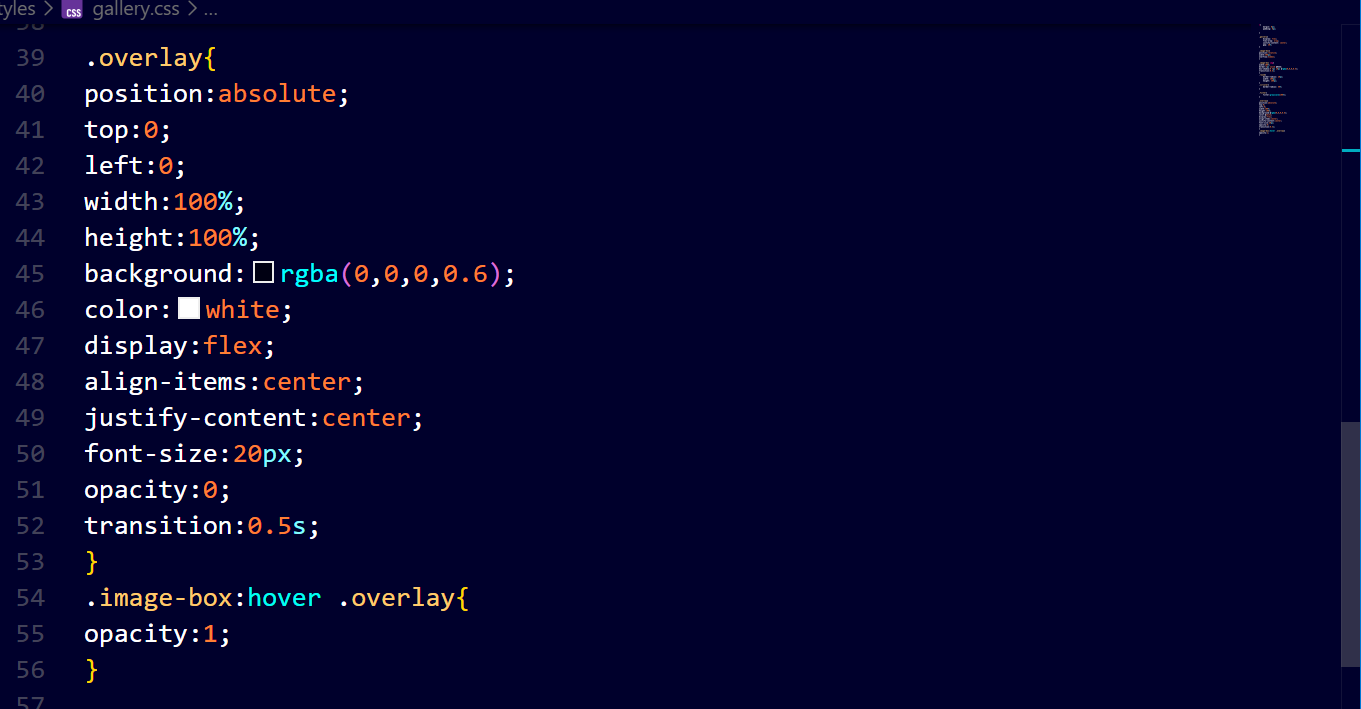 tyles > css gallery.css > ...
39 .overlay{
40 position:absolute;
41 top:0;
42 left:0;
43 width:100%;
44 height:100%;
45 background: rgba(0,0,0,0.6);
46 color: white;
47 display:flex;
48 align-items:center;
49 justify-content:center;
50 font-size:20px;
51 opacity:0;
52 transition:0.5s;
53 }
54 .image-box:hover .overlay{
55 opacity:1;
56 }
57